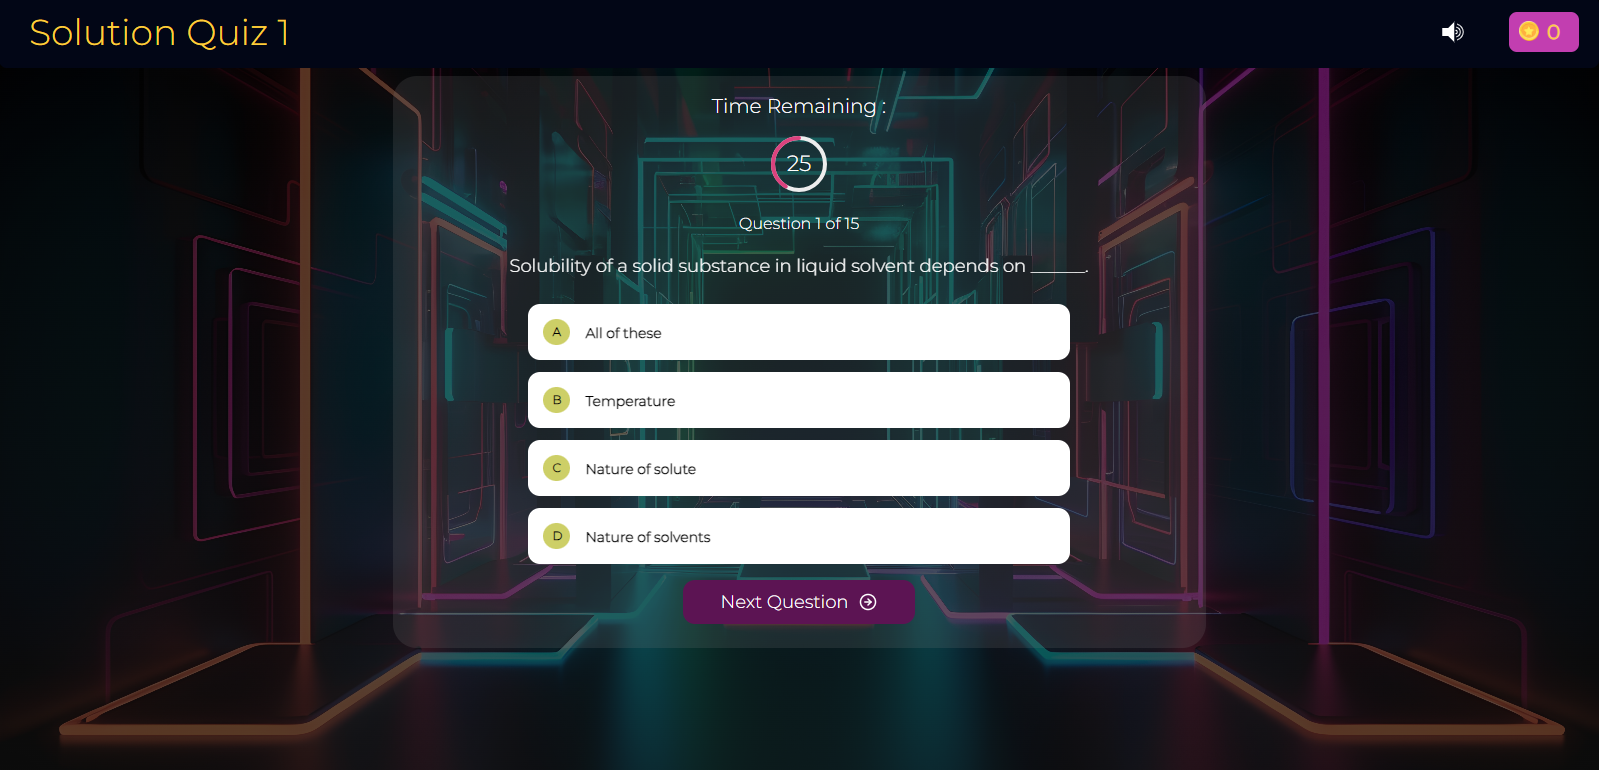 Solution Quiz 1
0
Time Remaining :
25
Question 1 of 15
Solubility of a solid substance in liquid solvent depends on ______.
A All of these
B Temperature
C Nature of solute
D Nature of solvents
Next Question